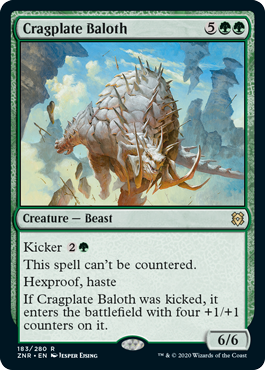 Cragplate Baloth 5
Creature — Beast
Kicker 2
This spell can't be countered.
Hexproof, haste
If Cragplate Baloth was kicked, it
enters the battlefield with four +1/+1
counters on it.
6/6
183/280 R
ZNR • EN Jesper Ejsing ™ & © 2020 Wizards of the Coast